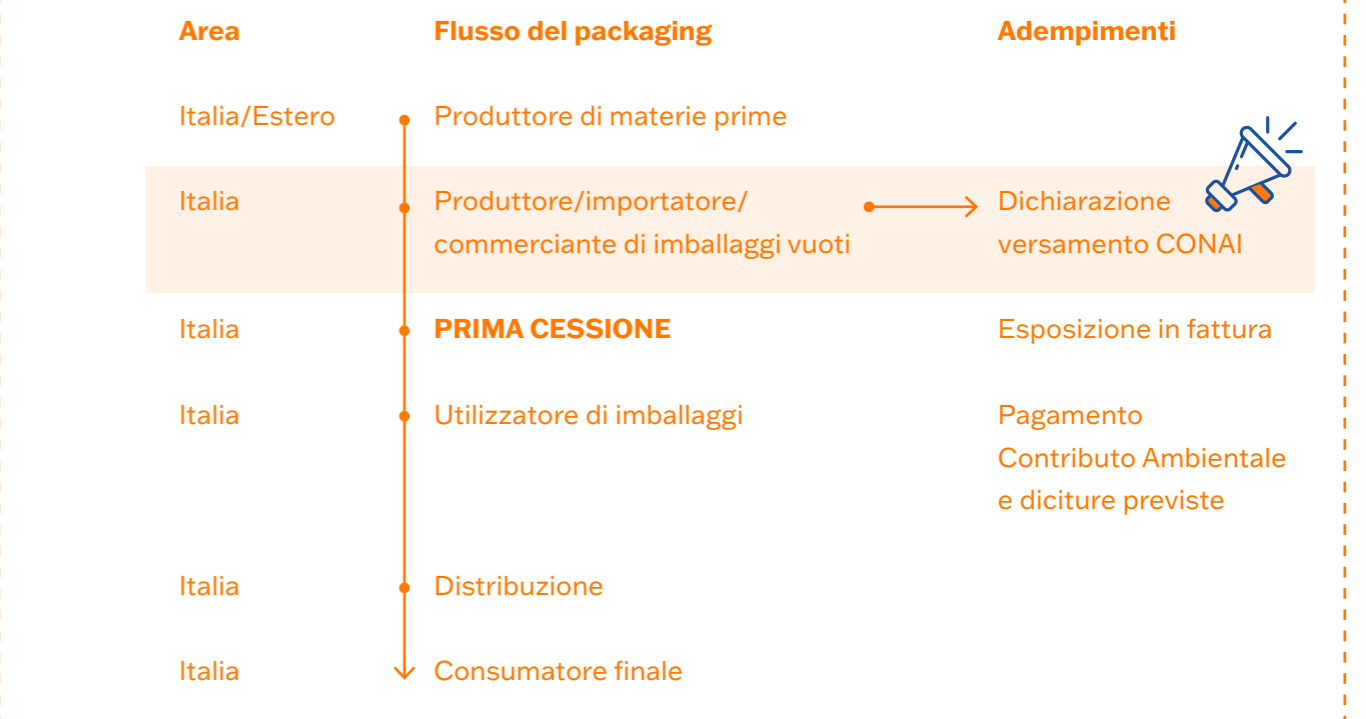 Area Flusso del packaging Adempimenti
Italia/Estero Produttore di materie prime
Italia Produttore/importatore/ Dichiarazione
commerciante di imballaggi vuoti versamento CONAI
Italia PRIMA CESSIONE Esposizione in fattura
Italia Utilizzatore di imballaggi Pagamento
Contributo Ambientale
e diciture previste
Italia Distribuzione
Italia Consumatore finale